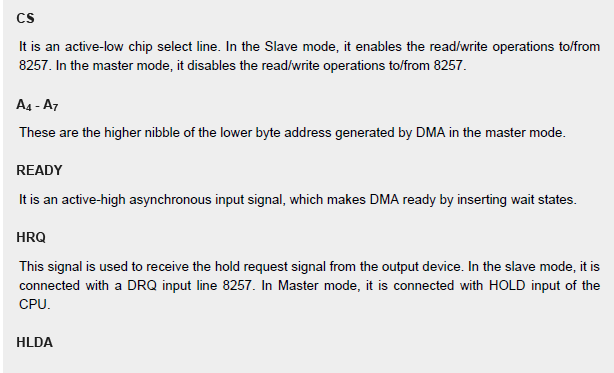 CS
It is an active-low chip select line. In the Slave mode, it enables the read/write operations to/from
8257. In the master mode, it disables the read/write operations to/from 8257.
A4 - A7
These are the higher nibble of the lower byte address generated by DMA in the master mode.
READY
It is an active-high asynchronous input signal, which makes DMA ready by inserting wait states.
HRQ
This signal is used to receive the hold request signal from the output device. In the slave mode, it is
connected with a DRQ input line 8257. In Master mode, it is connected with HOLD input of the
CPU.
HLDA